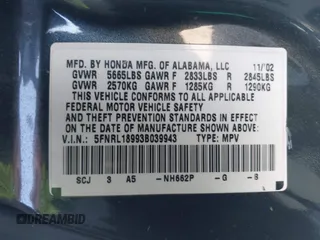 MFD. BY HONDA MFG. OF ALABAMA, LLC 11/'02
GVWR 5665LBS GAWR F 2833LBS R 2845LBS
GVWR 2570KG GAWR F 1285KG R 1290KG
THIS VEHICLE CONFORMS TO ALL APPLICABLE
FEDERAL MOTOR VEHICLE SAFETY
AND THEFT PREVENTION STANDARDS IN EFFECT
ON THE DATE OF MANUFACTURE SHOWN ABOVE.
V.I.N.: 5FNRL18993B039943 TYPE: MPV
SCJ 3 A5 -NH662P -G -B
© BIDFAX